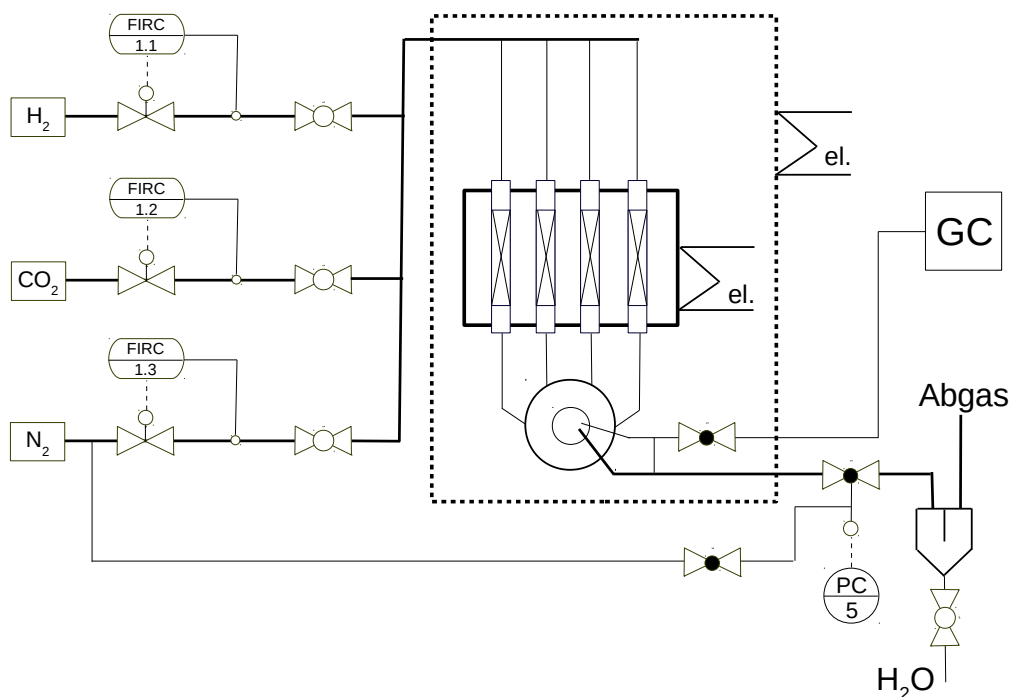 FIRC
1.1
H₂
el.
FIRC
1.2
GC
CO₂
el.
FIRC
1.3
Abgas
N₂
PC
5
H₂O